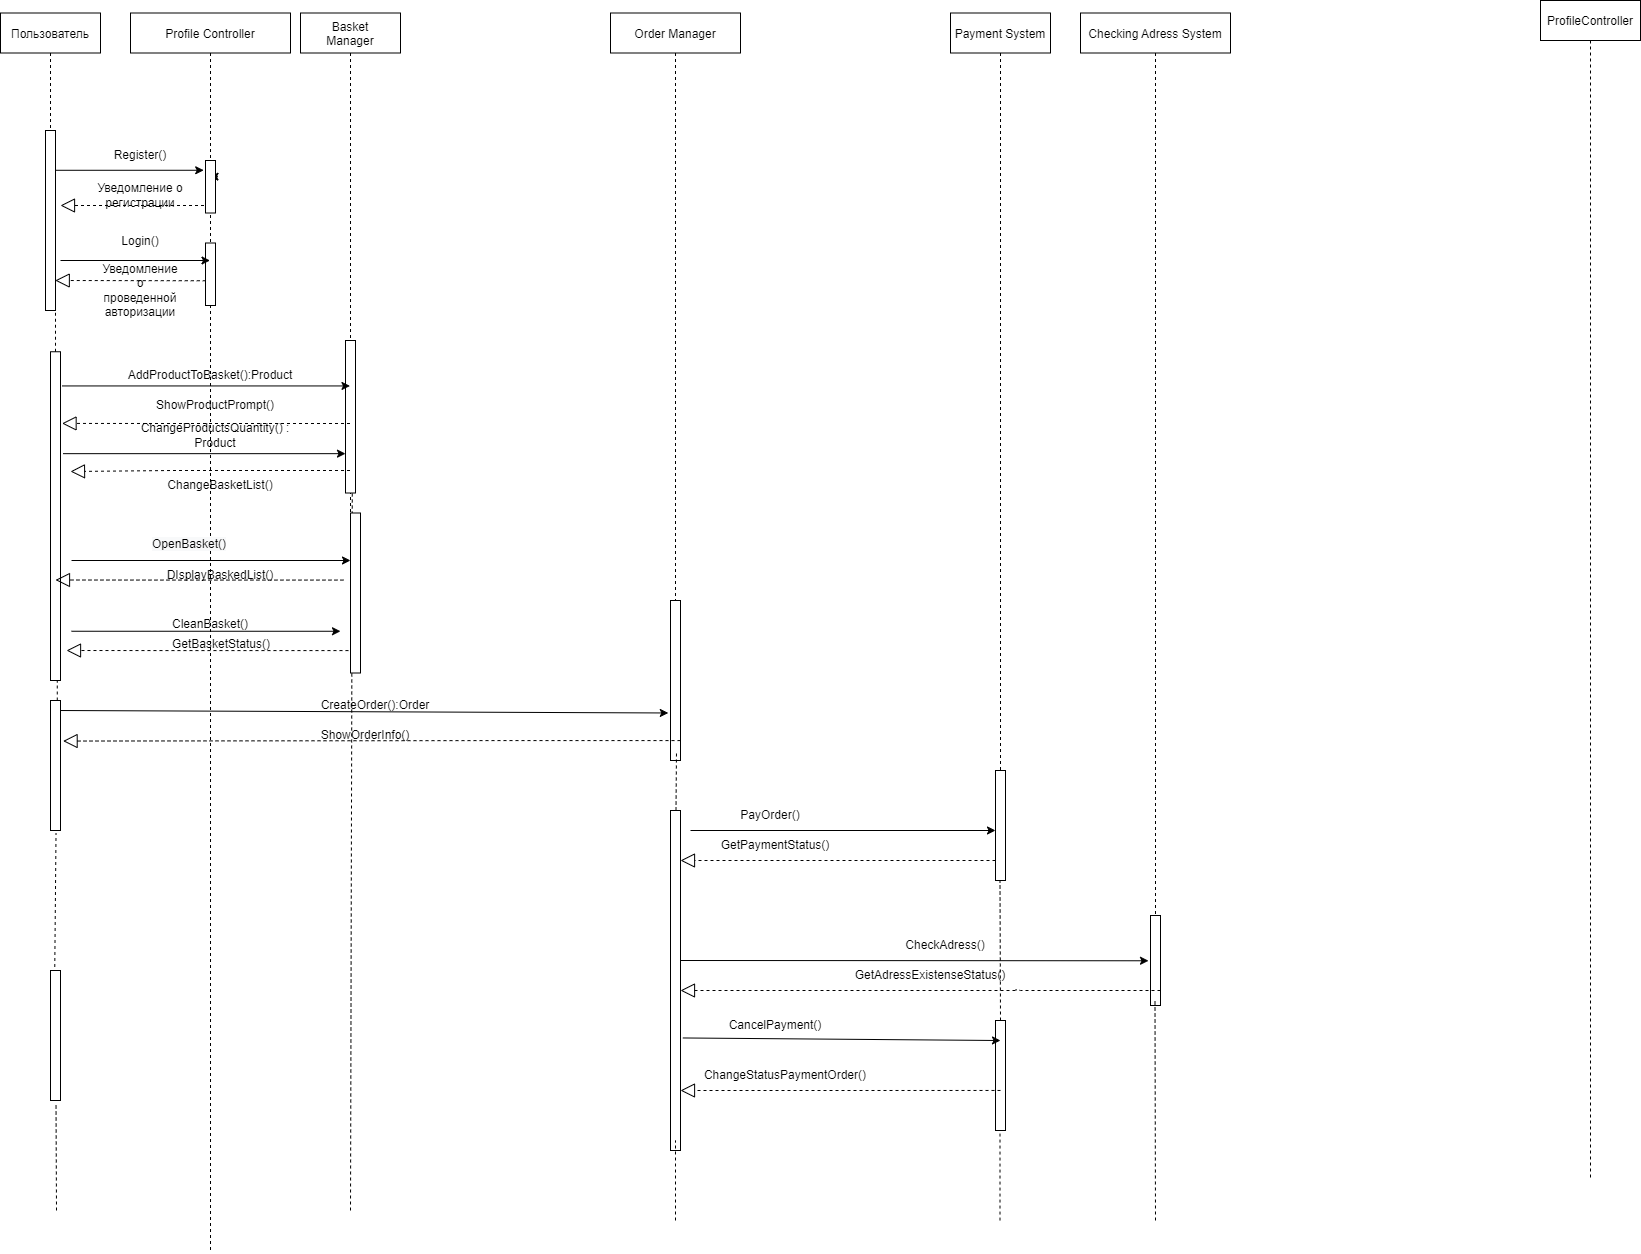 Пользователь
Profile Controller
Basket
Manager
Order Manager
Payment System
Checking Adress System
ProfileController
Register()
Уведомление о
регистрации
Login()
Уведомление
о
проведенной
авторизации
AddProductToBasket():Product
ShowProductPrompt()
ChangeProductsQuantity() :
Product
ChangeBasketList()
OpenBasket()
DIsplayBaskedList()
CleanBasket()
GetBasketStatus()
CreateOrder():Order
ShowOrderInfo()
PayOrder()
GetPaymentStatus()
CheckAdress()
GetAdressExistenseStatus()
CancelPayment()
ChangeStatusPaymentOrder()